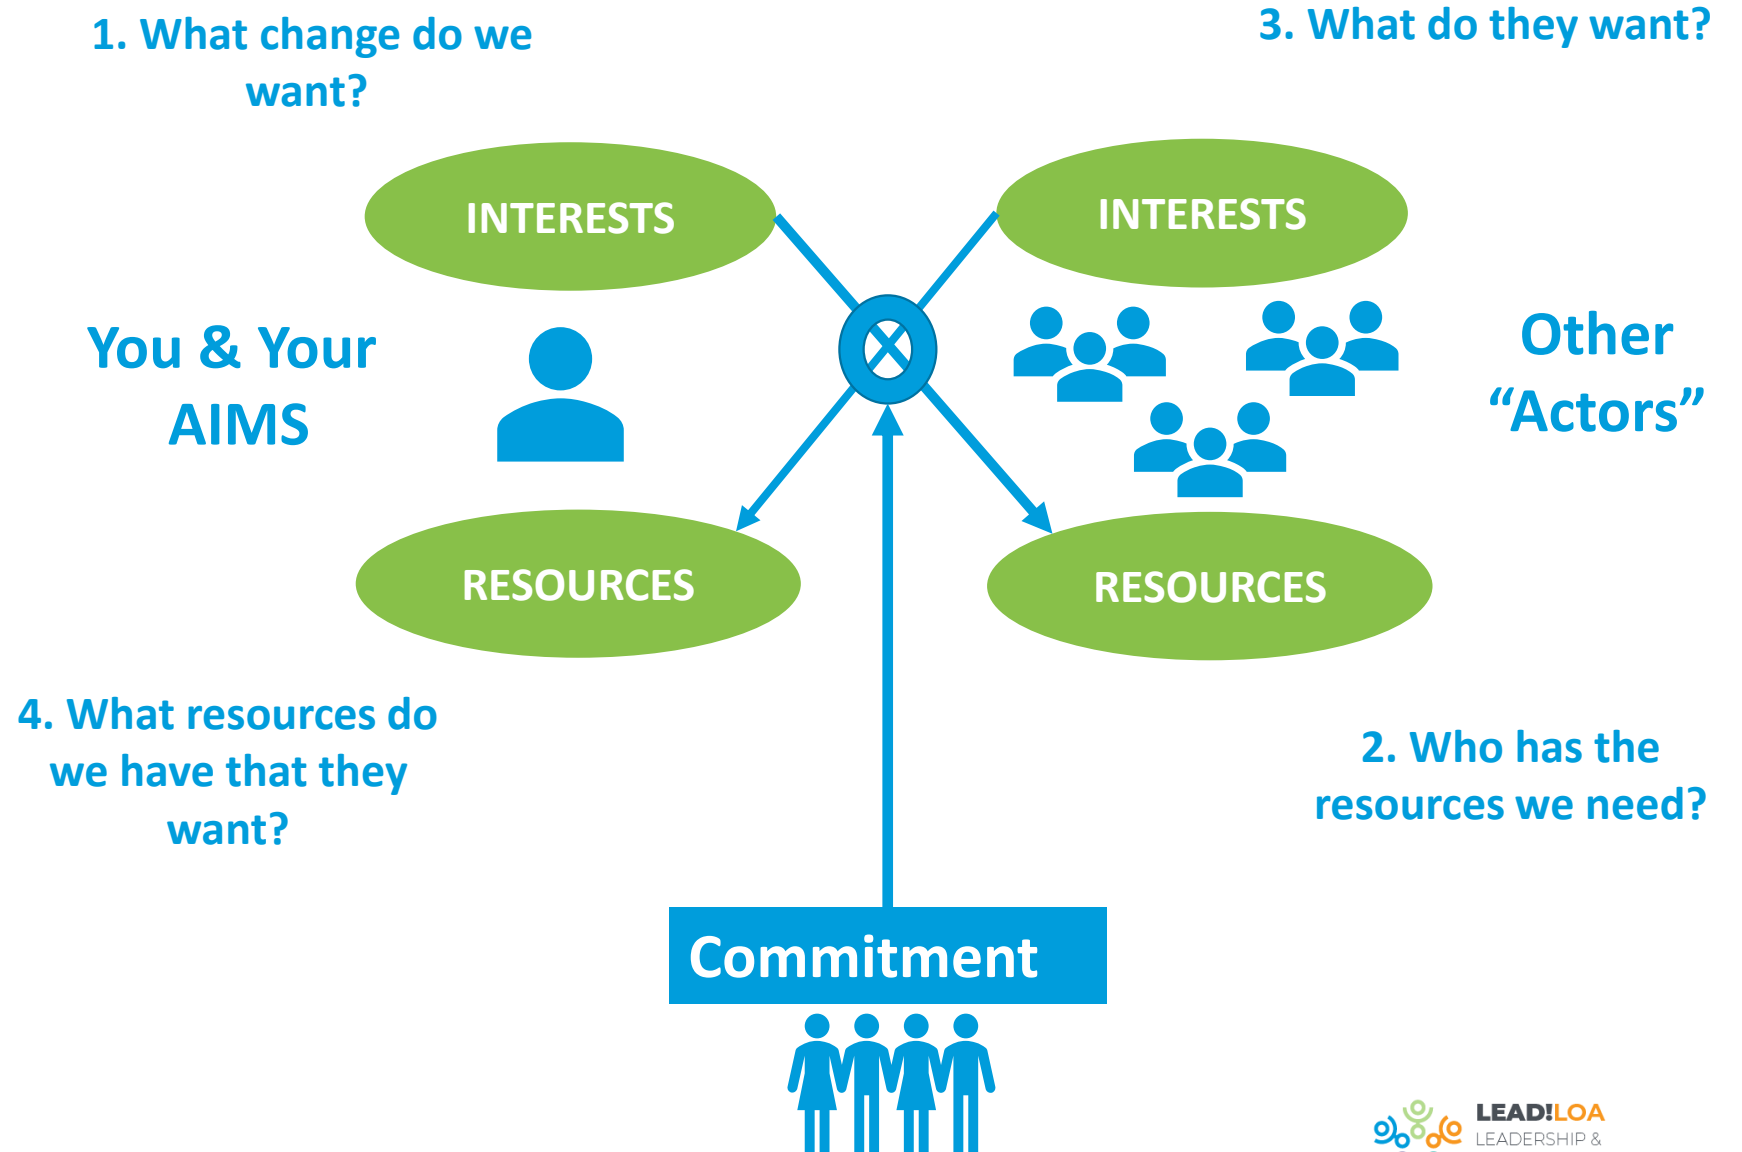 1. What change do we
want?
3. What do they want?
INTERESTS
INTERESTS
You & Your
AIMS
Other
“Actors”
RESOURCES
RESOURCES
4. What resources do
we have that they
want?
2. Who has the
resources we need?
Commitment
LEAD!LOA
LEADERSHIP &